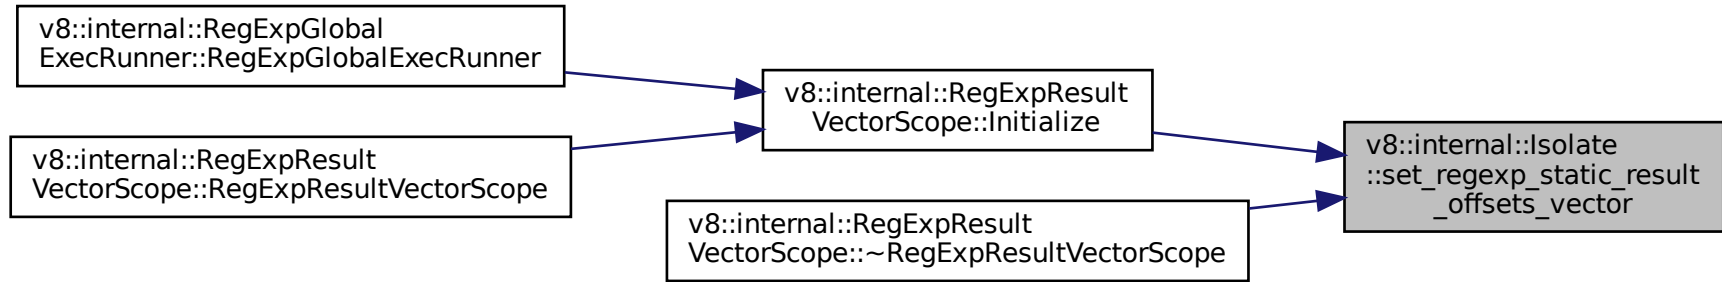 v8::internal::RegExpGlobal
ExecRunner::RegExpGlobalExecRunner
v8::internal::RegExpResult
VectorScope::RegExpResultVectorScope
v8::internal::RegExpResult
VectorScope::Initialize
v8::internal::RegExpResult
VectorScope::~RegExpResultVectorScope
v8::internal::Isolate
::set_regexp_static_result
_offsets_vector